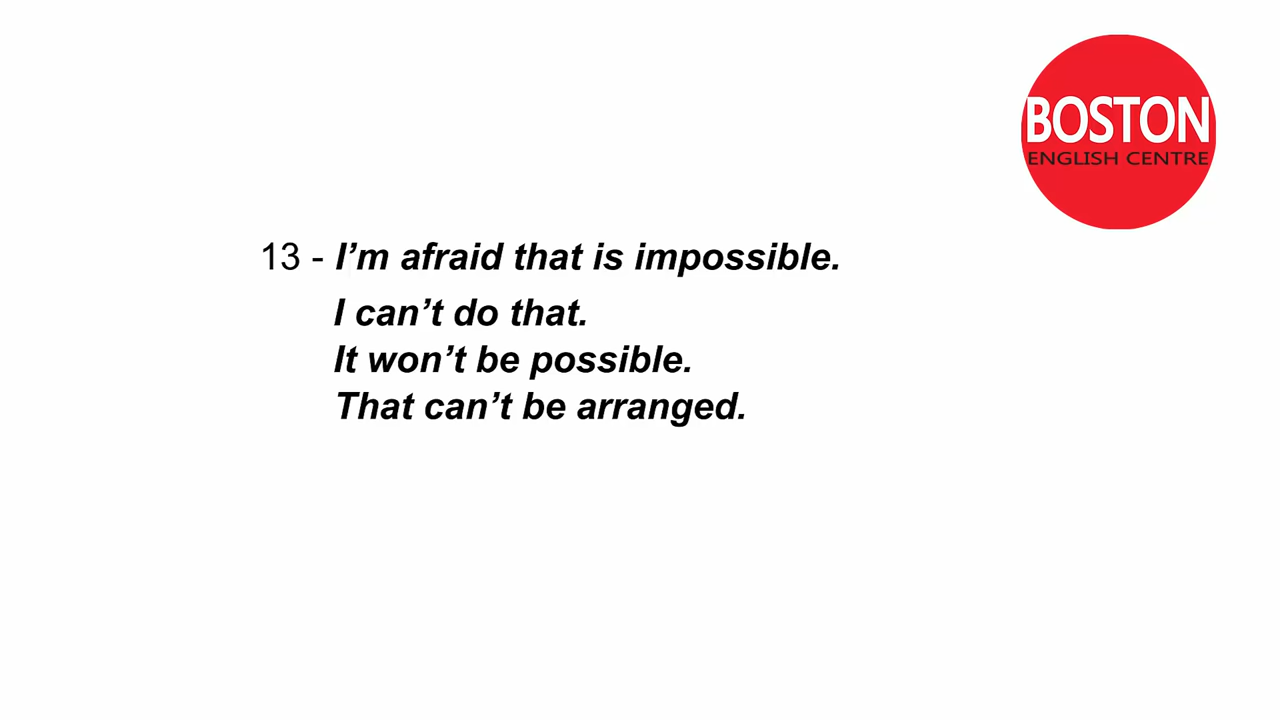 BOSTON
ENGLISH CENTRE
13 - I’m afraid that is impossible.
I can’t do that.
It won’t be possible.
That can’t be arranged.